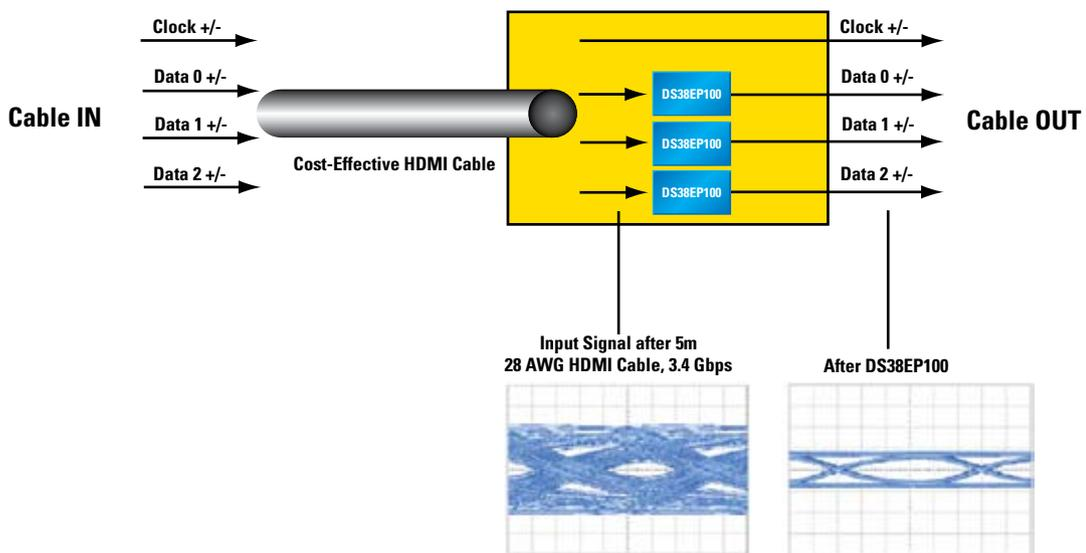 Clock +/-
Data 0 +/-
Data 1 +/-
Data 2 +/-
Cable IN
Cost-Effective HDMI Cable
DS38EP100
DS38EP100
DS38EP100
Clock +/-
Data 0 +/-
Data 1 +/-
Data 2 +/-
Cable OUT
Input Signal after 5m
28 AWG HDMI Cable, 3.4 Gbps
After DS38EP100